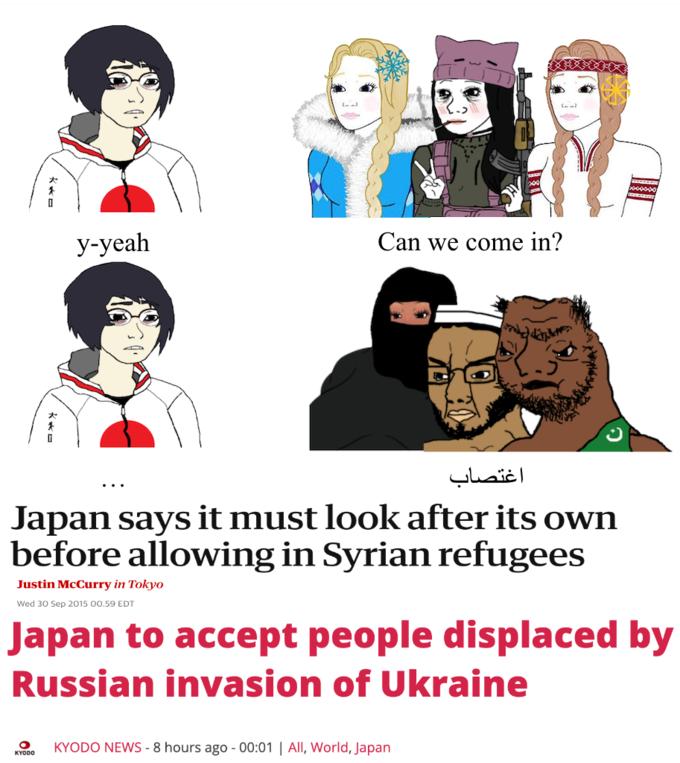 y-yeah
Can we come in?
ن
...
اغتصاب
Japan says it must look after its own
before allowing in Syrian refugees
Justin McCurry in Tokyo
Wed 30 Sep 2015 00.59 EDT
Japan to accept people displaced by
Russian invasion of Ukraine
KYODO
KYODO NEWS - 8 hours ago - 00:01 | All, World, Japan